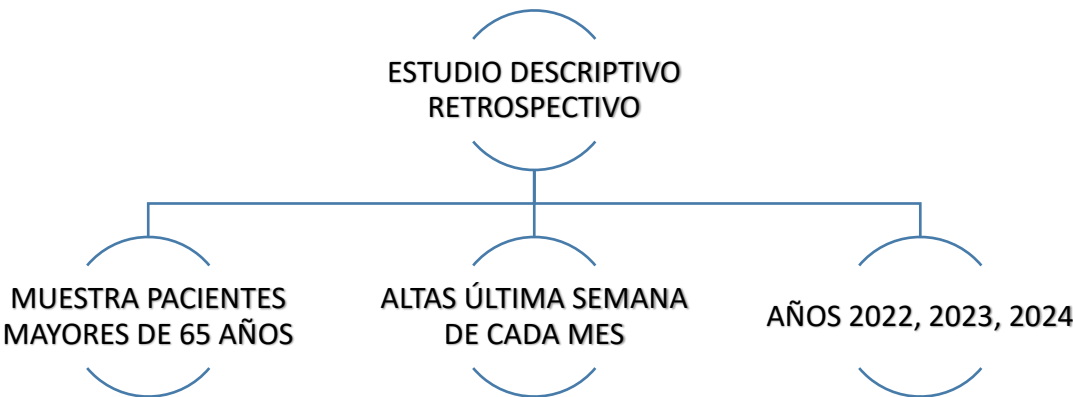 ESTUDIO DESCRIPTIVO
RETROSPECTIVO
MUESTRA PACIENTES
MAYORES DE 65 AÑOS
ALTAS ÚLTIMA SEMANA
DE CADA MES
AÑOS 2022, 2023, 2024